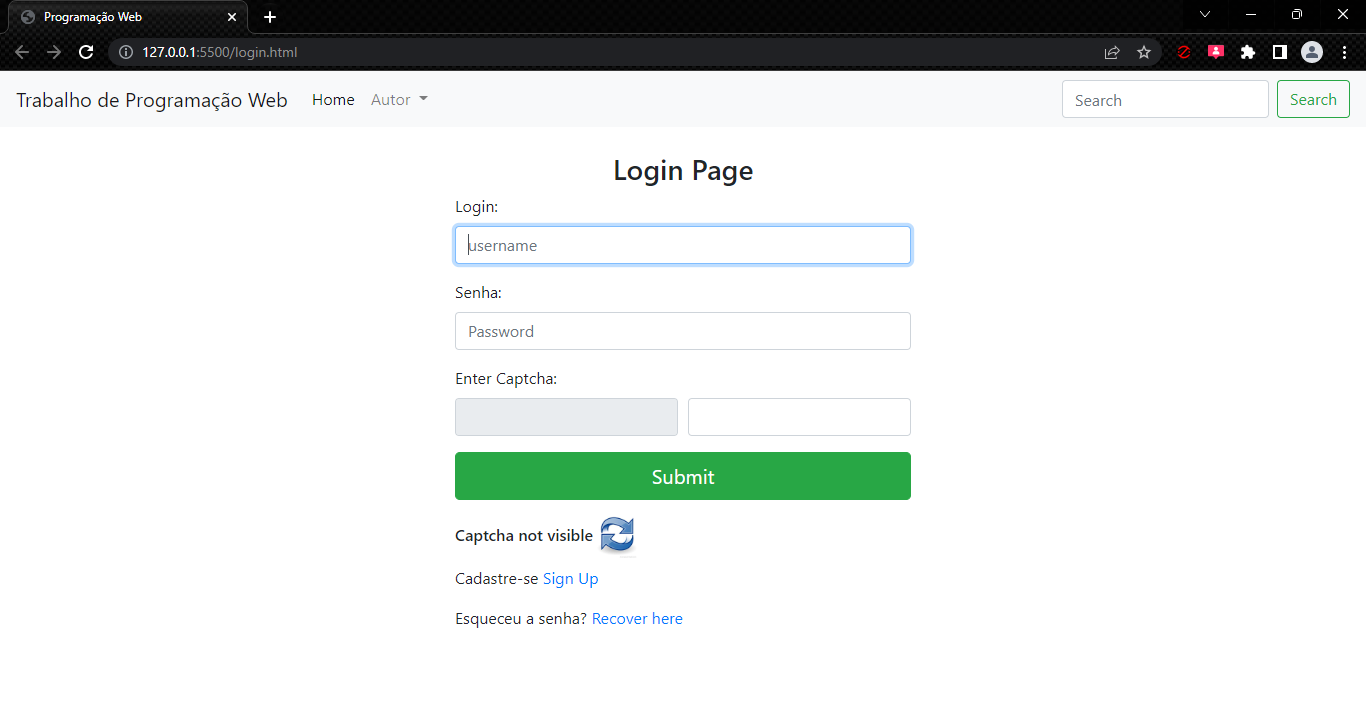 Programação Web
127.0.0.1:5500/login.html
Trabalho de Programação Web Home Autor Search Search
Login Page
Login:
username
Senha:
Password
Enter Captcha:
Submit
Captcha not visible
Cadastre-se Sign Up
Esqueceu a senha? Recover here